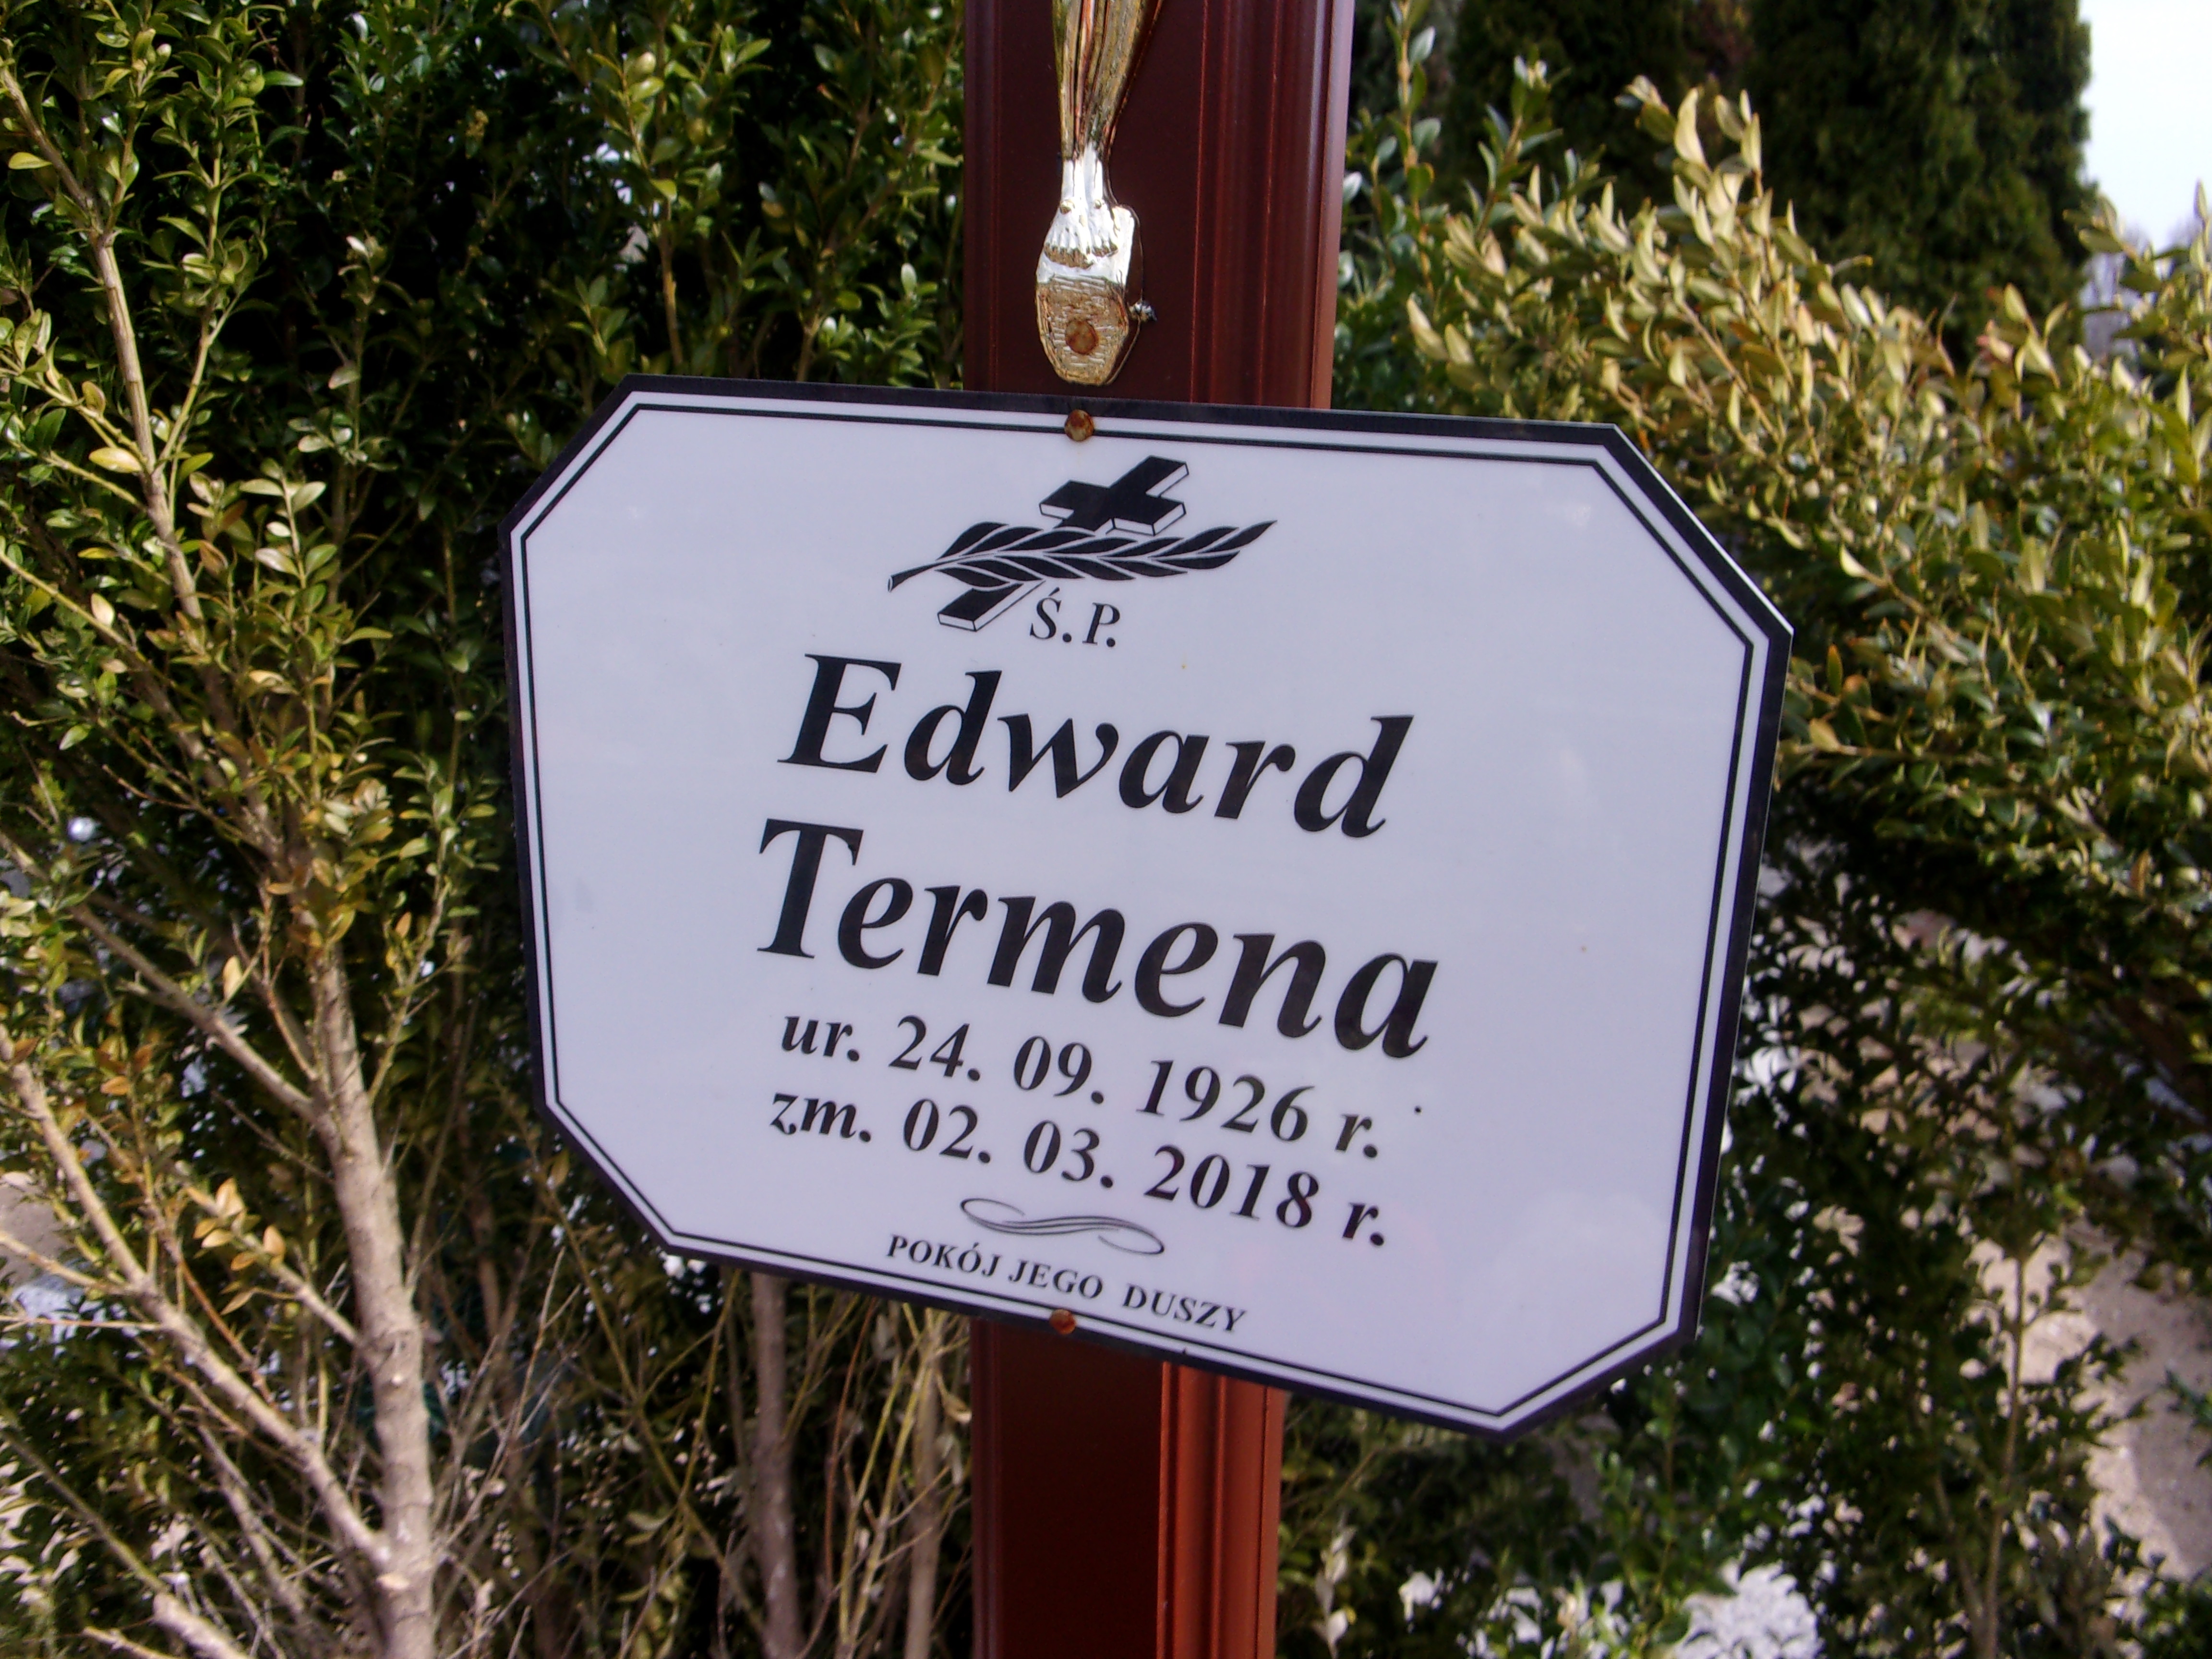 Ś. P.
Edward
Termena
ur. 24. 09. 1926 r.
zm. 02. 03. 2018 r.
POKÓJ JEGO DUSZY